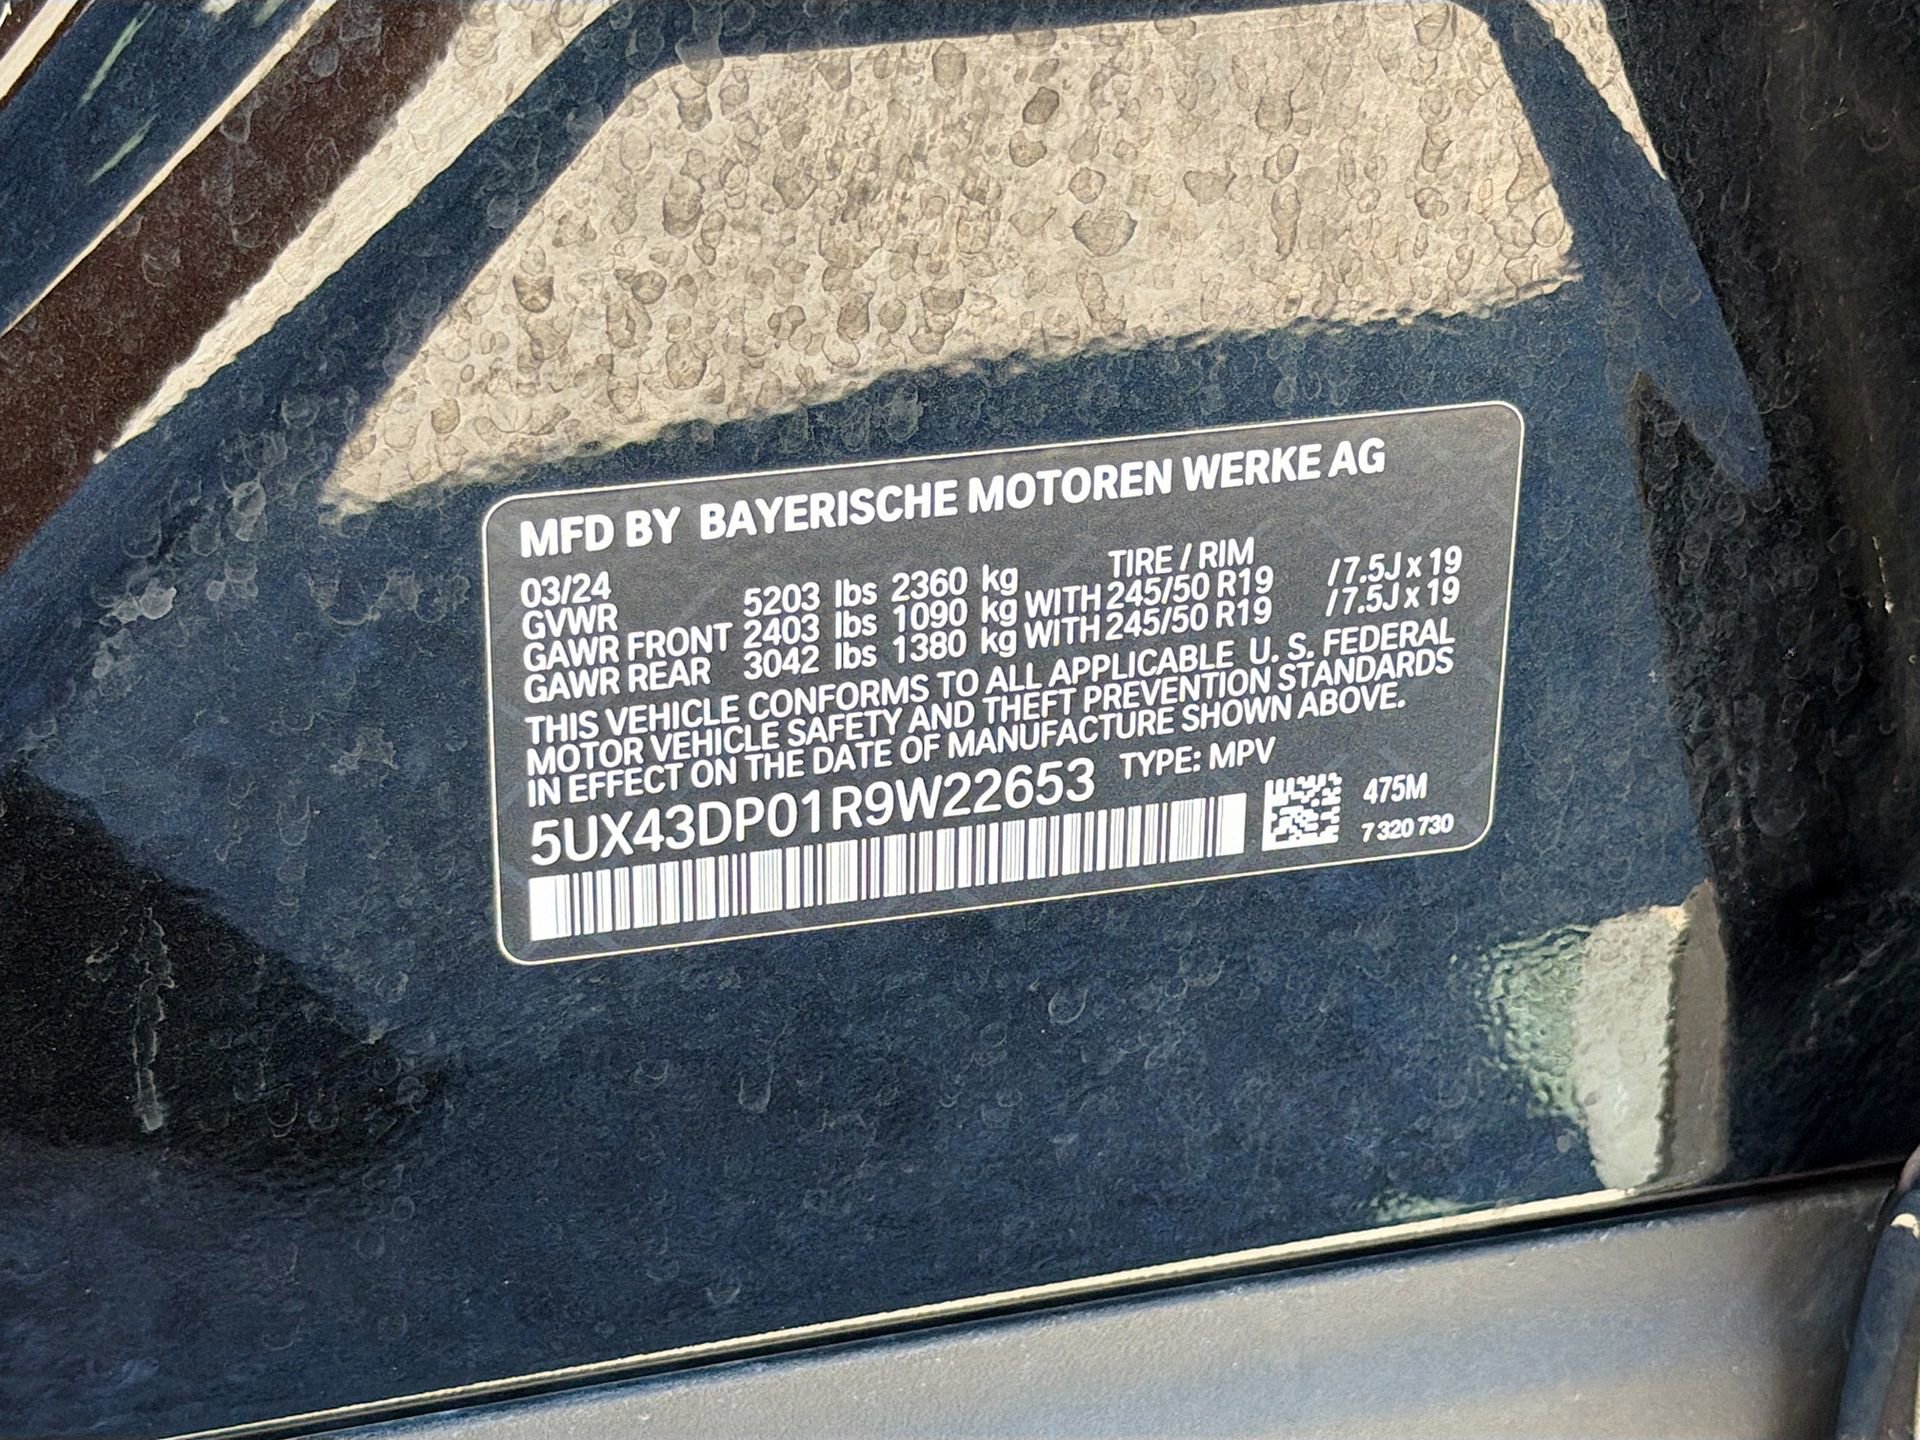 MFD BY BAYERISCHE MOTOREN WERKE AG
03/24 TIRE / RIM
GVWR 5203 lbs 2360 kg
GAWR FRONT 2403 lbs 1090 kg WITH 245/50 R19 / 7.5J x 19
GAWR REAR 3042 lbs 1380 kg WITH 245/50 R19 / 7.5J x 19
THIS VEHICLE CONFORMS TO ALL APPLICABLE U. S. FEDERAL
MOTOR VEHICLE SAFETY AND THEFT PREVENTION STANDARDS
IN EFFECT ON THE DATE OF MANUFACTURE SHOWN ABOVE.
5UX43DP01R9W22653 TYPE: MPV
475M
7 320 730